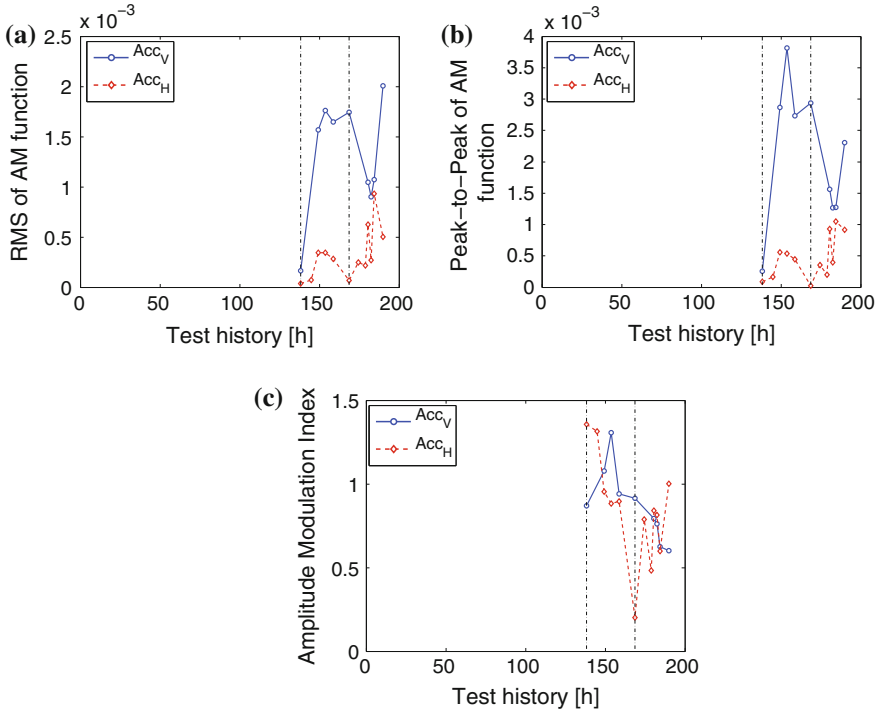 (a)
x 10⁻³
RMS of AM function
2.5
2
1.5
1
0.5
0
Acc_V
Acc_H
0 50 100 150 200
Test history [h]
(b)
x 10⁻³
Peak-to-Peak of AM
function
4
3.5
3
2.5
2
1.5
1
0.5
0
Acc_V
Acc_H
0 50 100 150 200
Test history [h]
(c)
Amplitude Modulation Index
1.5
1
0.5
0
Acc_V
Acc_H
0 50 100 150 200
Test history [h]